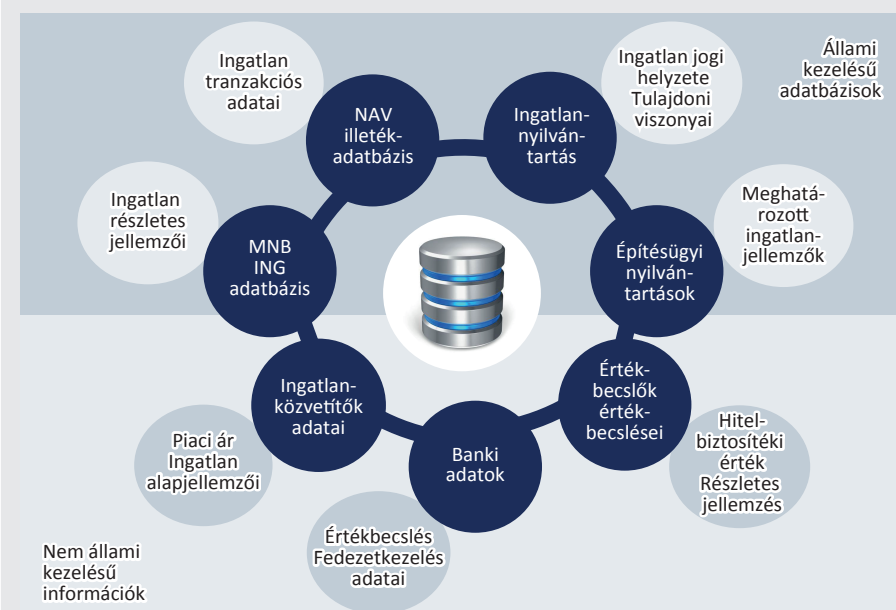 Ingatlan
tranzakciós
adatai
NAV
illeték-
adatbázis
Ingatlan-
nyilván-
tartás
Ingatlan jogi
helyzete
Tulajdoni
viszonyai
Állami
kezelésű
adatbázisok
Ingatlan
részletes
jellemzői
MNB
ING
adatbázis
Építésügyi
nyilván-
tartások
Meghatá-
rozott
ingatlan-
jellemzők
Ingatlan-
közvetítők
adatai
Érték-
becslők
érték-
becslései
Piaci ár
Ingatlan
alapjellemzői
Banki
adatok
Hitel-
biztosítéki
érték
Részletes
jellemzés
Értékbecslés
Fedezetkezelés
adatai
Nem állami
kezelésű
információk